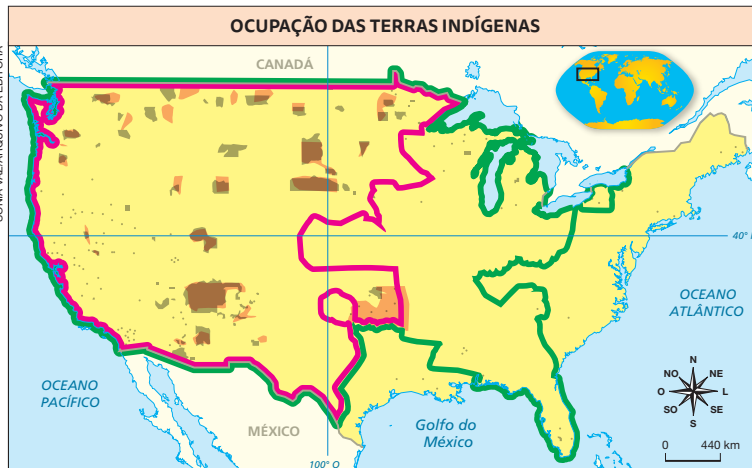 OCUPAÇÃO DAS TERRAS INDÍGENAS
CANADÁ
OCEANO
ATLÂNTICO
OCEANO
PACÍFICO
MÉXICO
Golfo do
México
100° O
N
NO
NE
O
L
SO
SE
S
0
440 km